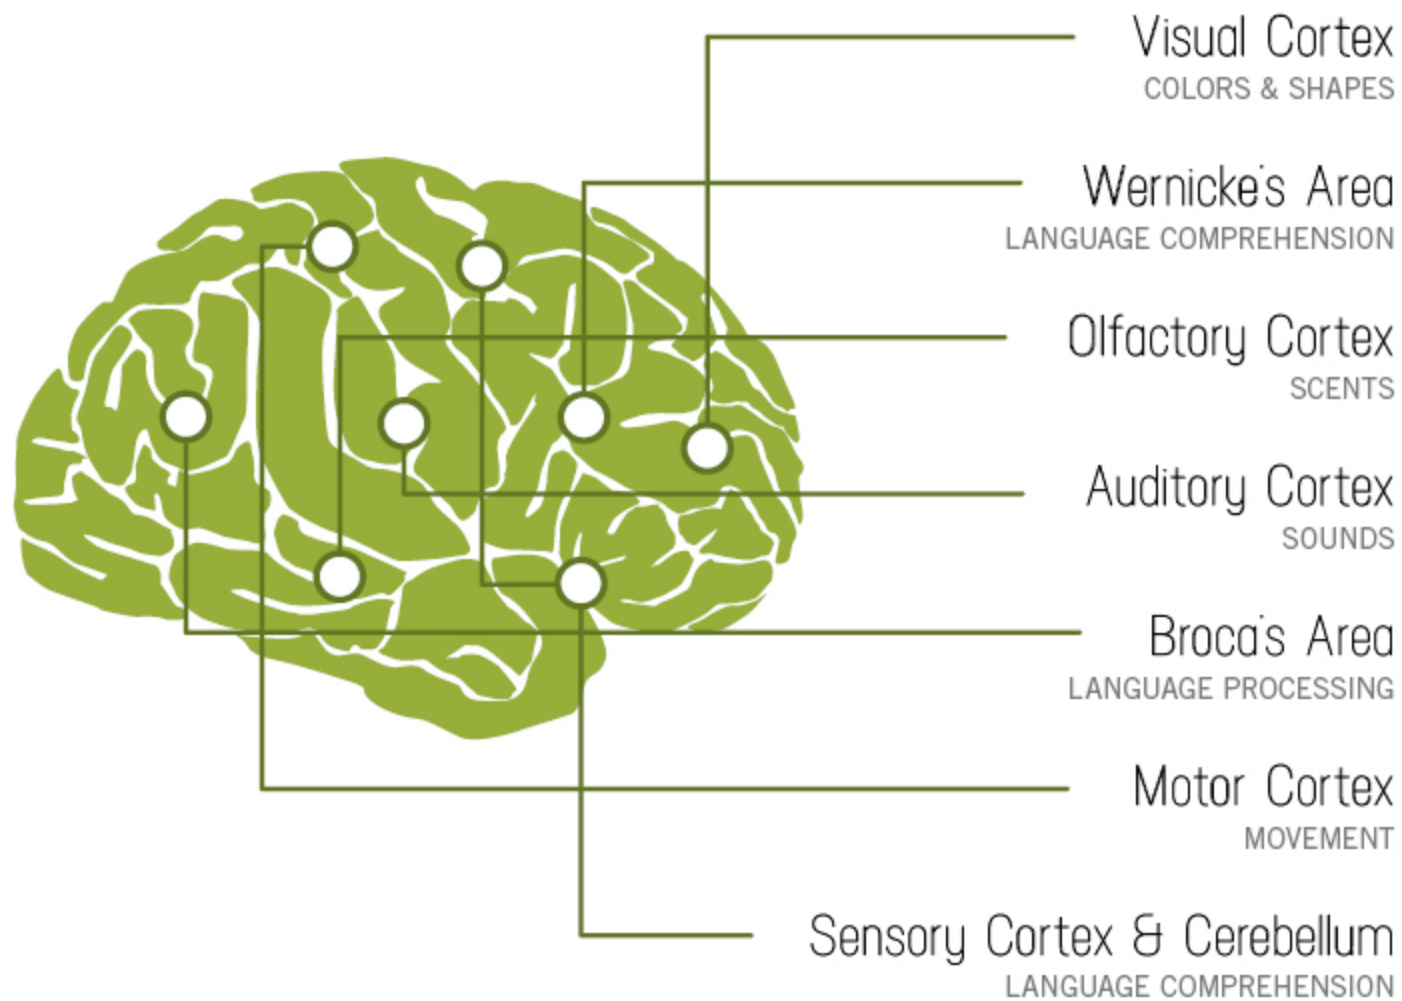 Visual Cortex
COLORS & SHAPES
Wernicke's Area
LANGUAGE COMPREHENSION
Olfactory Cortex
SCENTS
Auditory Cortex
SOUNDS
Broca's Area
LANGUAGE PROCESSING
Motor Cortex
MOVEMENT
Sensory Cortex & Cerebellum
LANGUAGE COMPREHENSION